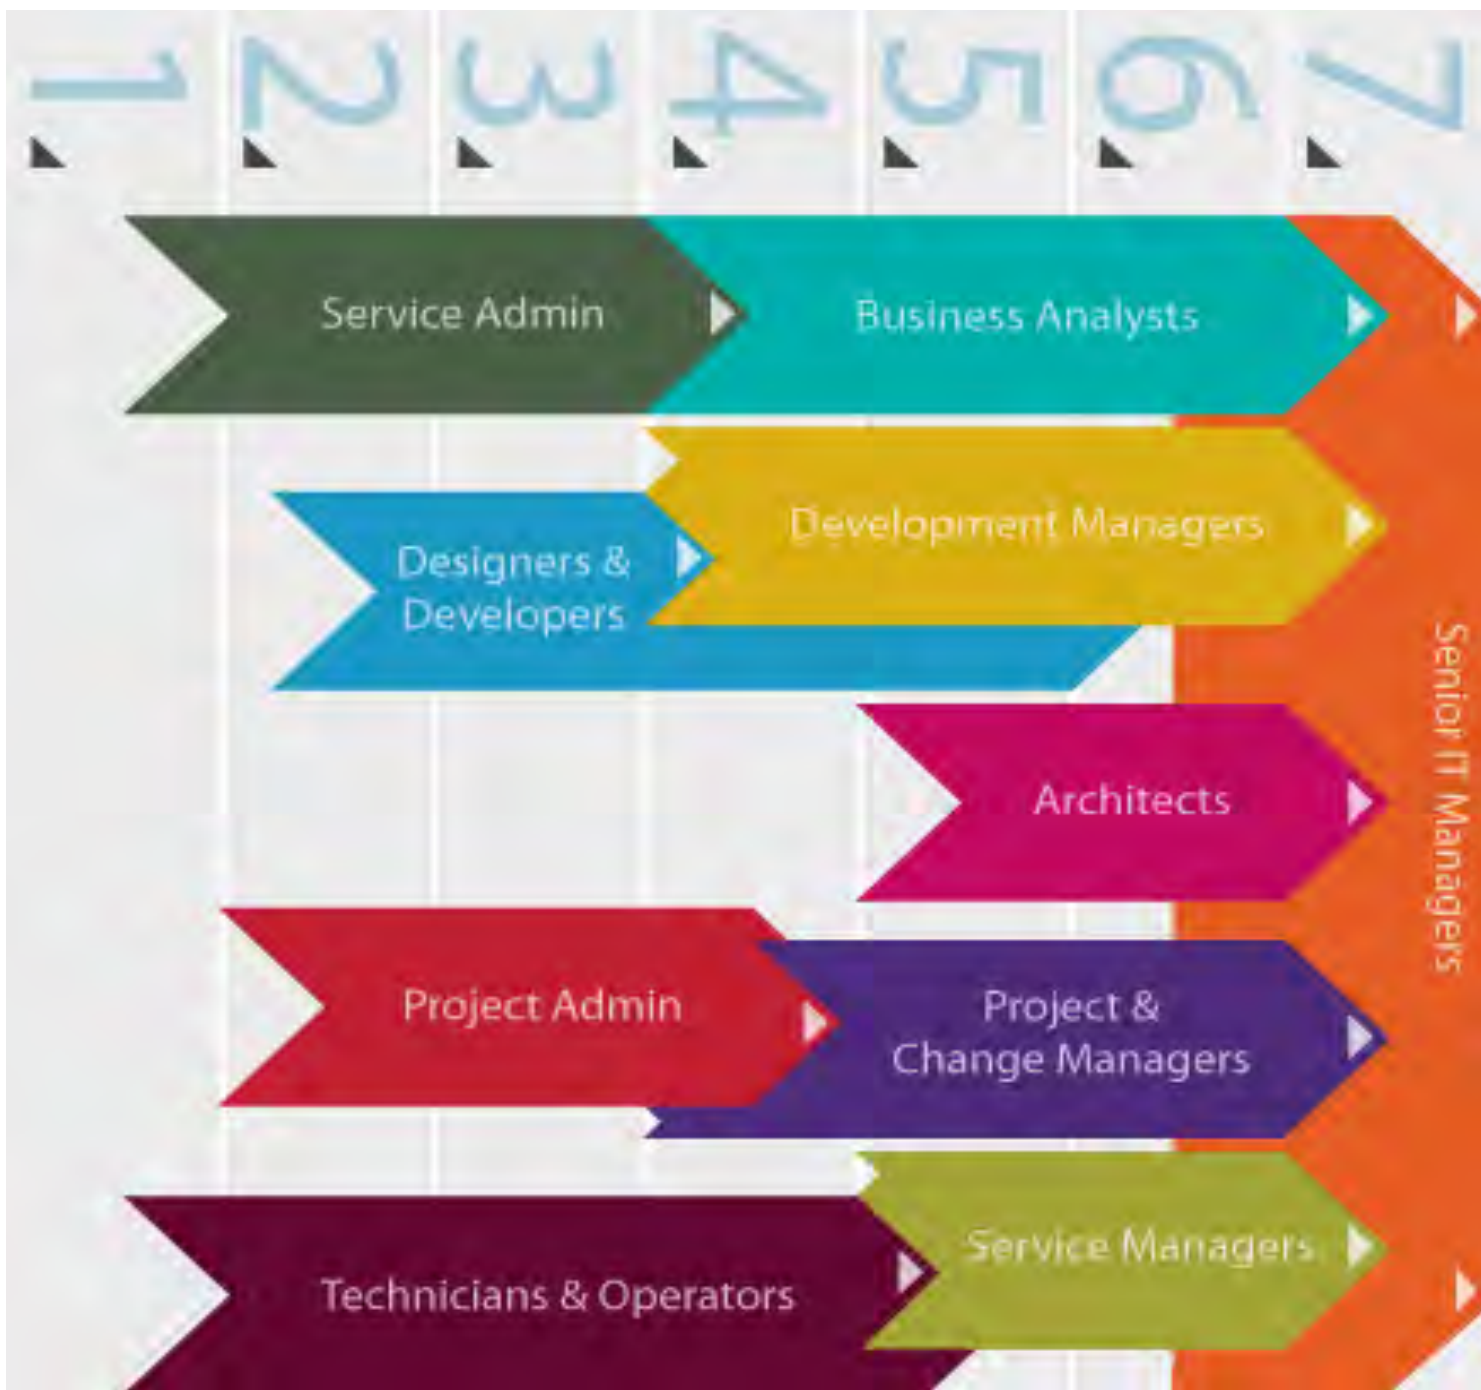 1 2 3 4 5 6 7
Service Admin
Business Analysts
Development Managers
Designers &
Developers
Architects
Senior IT Managers
Project Admin
Project &
Change Managers
Service Managers
Technicians & Operators